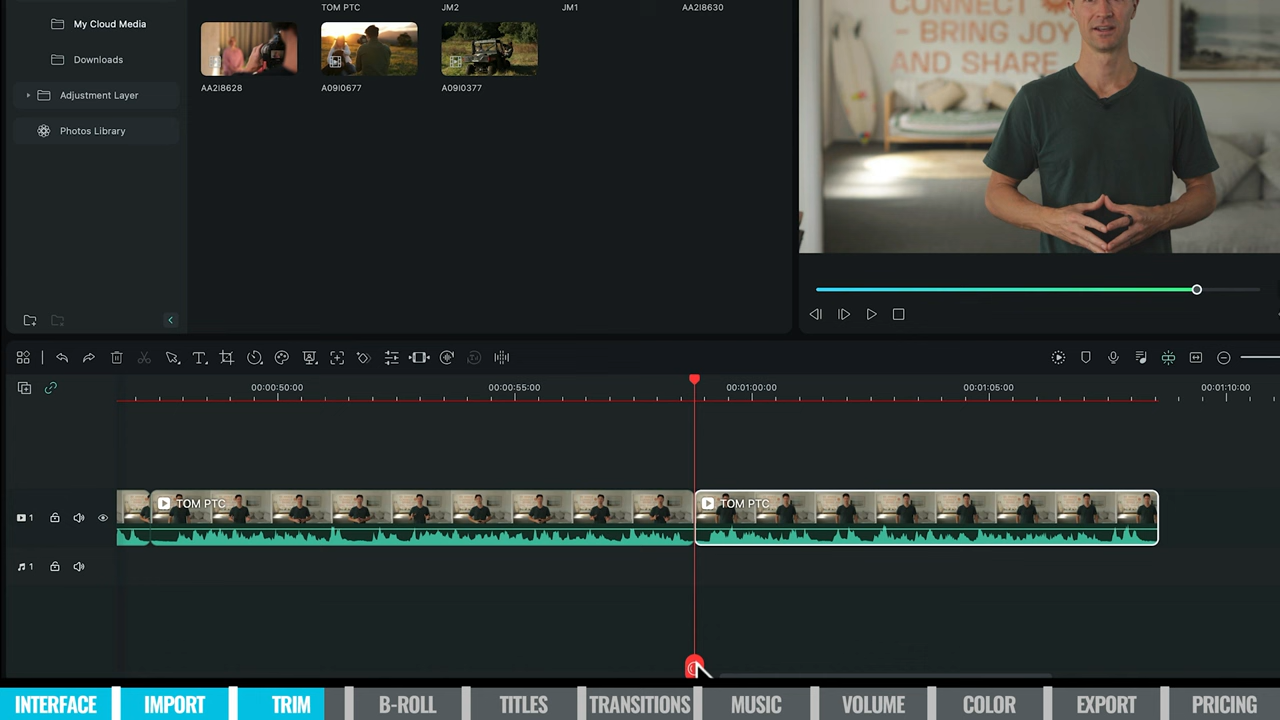 My Cloud Media
Downloads
Adjustment Layer
Photos Library
TOM PTC
JM2
JM1
AA2I8630
AA2I8628
A09I0677
A09I0377
CONNECT
- BRING JOY
AND SHARE
00:00:50:00
00:00:55:00
00:01:00:00
00:01:05:00
00:01:10:00
TOM PTC
TOM PTC
1
1
INTERFACE
IMPORT
TRIM
B-ROLL
TITLES
TRANSITIONS
MUSIC
VOLUME
COLOR
EXPORT
PRICING